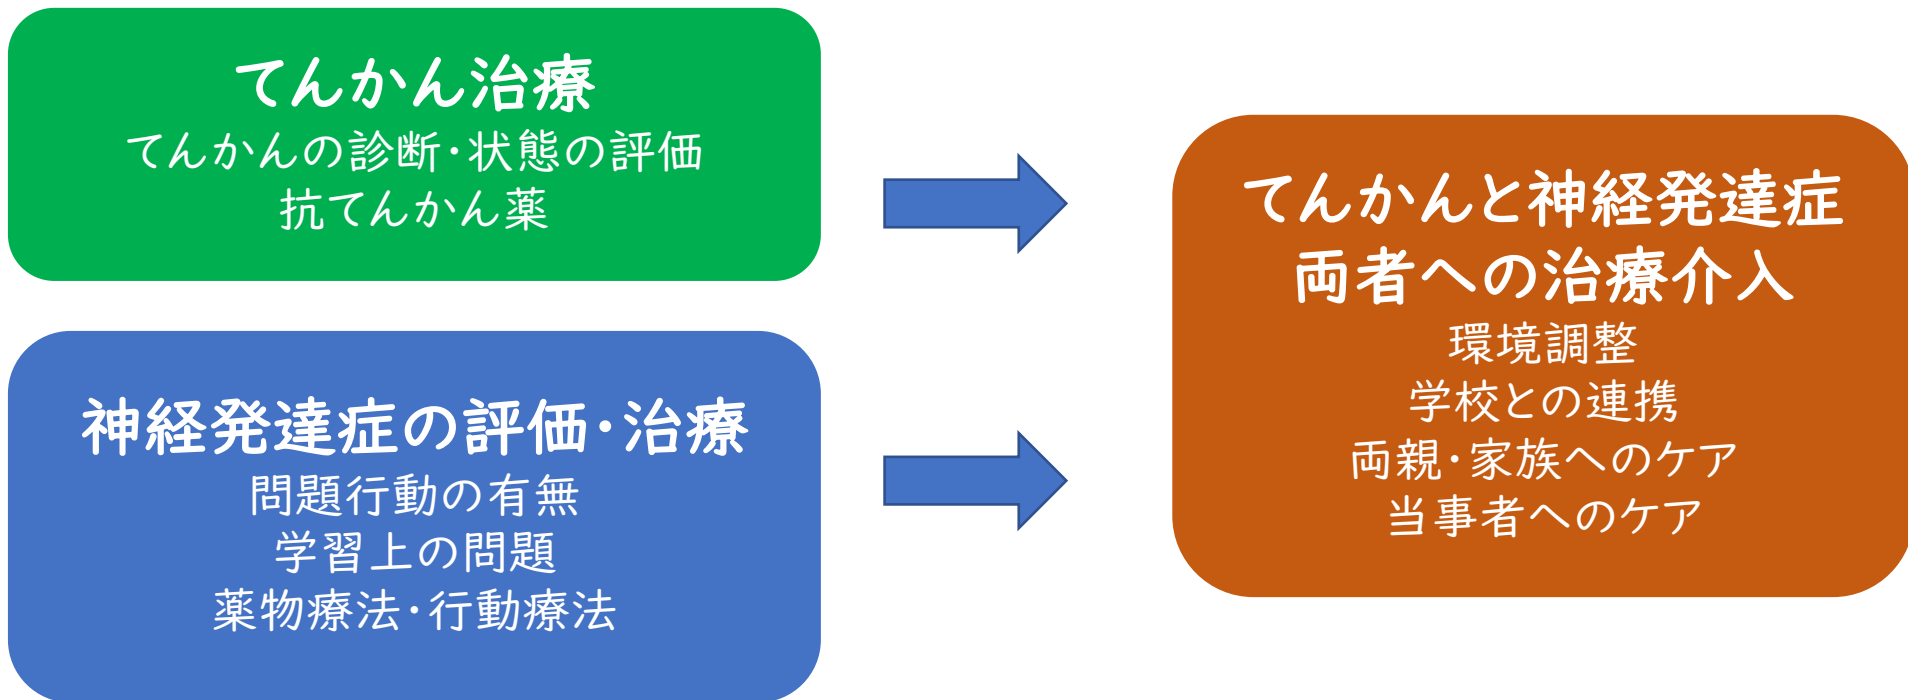 てんかん治療
てんかんの診断・状態の評価
抗てんかん薬
神経発達症の評価・治療
問題行動の有無
学習上の問題
薬物療法・行動療法
てんかんと神経発達症
両者への治療介入
環境調整
学校との連携
両親・家族へのケア
当事者へのケア